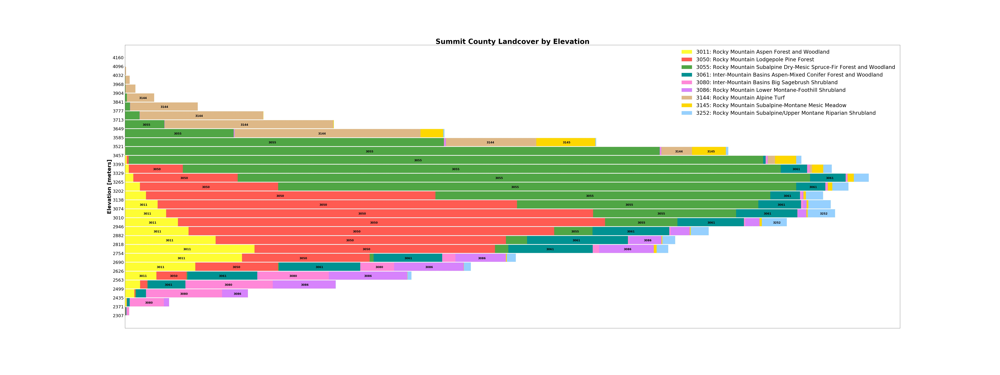 Summit County Landcover by Elevation
3011: Rocky Mountain Aspen Forest and Woodland
3050: Rocky Mountain Lodgepole Pine Forest
3055: Rocky Mountain Subalpine Dry-Mesic Spruce-Fir Forest and Woodland
3061: Inter-Mountain Basins Aspen-Mixed Conifer Forest and Woodland
3080: Inter-Mountain Basins Big Sagebrush Shrubland
3086: Rocky Mountain Lower Montane-Foothill Shrubland
3144: Rocky Mountain Alpine Turf
3145: Rocky Mountain Subalpine-Montane Mesic Meadow
3252: Rocky Mountain Subalpine/Upper Montane Riparian Shrubland
Elevation [meters]
4160
4096
4032
3968
3904
3144
3841
3144
3777
3144
3713
3055 3144
3649
3055 3144
3585
3055 3144 3145
3521
3055 3144 3145
3457
3055
3393
3050 3055 3061
3329
3050 3055 3061
3265
3050 3055 3061
3202
3050 3055 3061
3138
3011 3050 3055 3061
3074
3011 3050 3055 3061 3252
3010
3011 3050 3055 3061 3252
2946
3011 3050 3055 3061
2882
3011 3050 3061 3086
2818
3011 3050 3061 3086
2754
3011 3050 3061 3086
2690
3011 3050 3061 3080 3086
2626
3011 3050 3061 3080 3086
2563
3061 3080 3086
2499
3080 3086
2435
3080
2371
2307